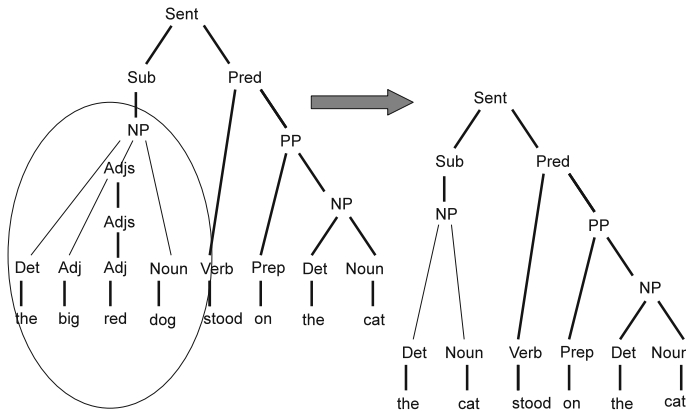 Sent
Sub Pred
NP
PP
Adjs
NP
Adjs
Det Adj Adj Noun Verb Prep Det Noun
the big red dog stood on the cat
Sent
Sub Pred
NP
PP
NP
Det Noun Verb Prep Det Noun
the cat stood on the cat